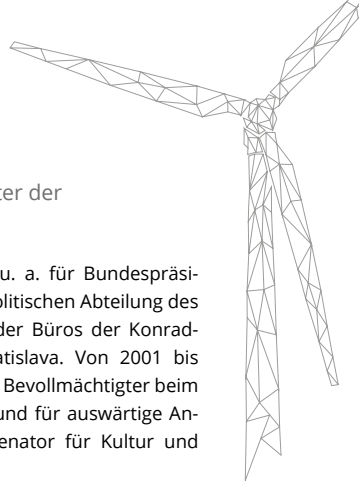 ter der
u. a. für Bundespräsi-
olitischen Abteilung des
der Büros der Konrad-
atislava. Von 2001 bis
Bevollmächtigter beim
und für auswärtige An-
enator für Kultur und